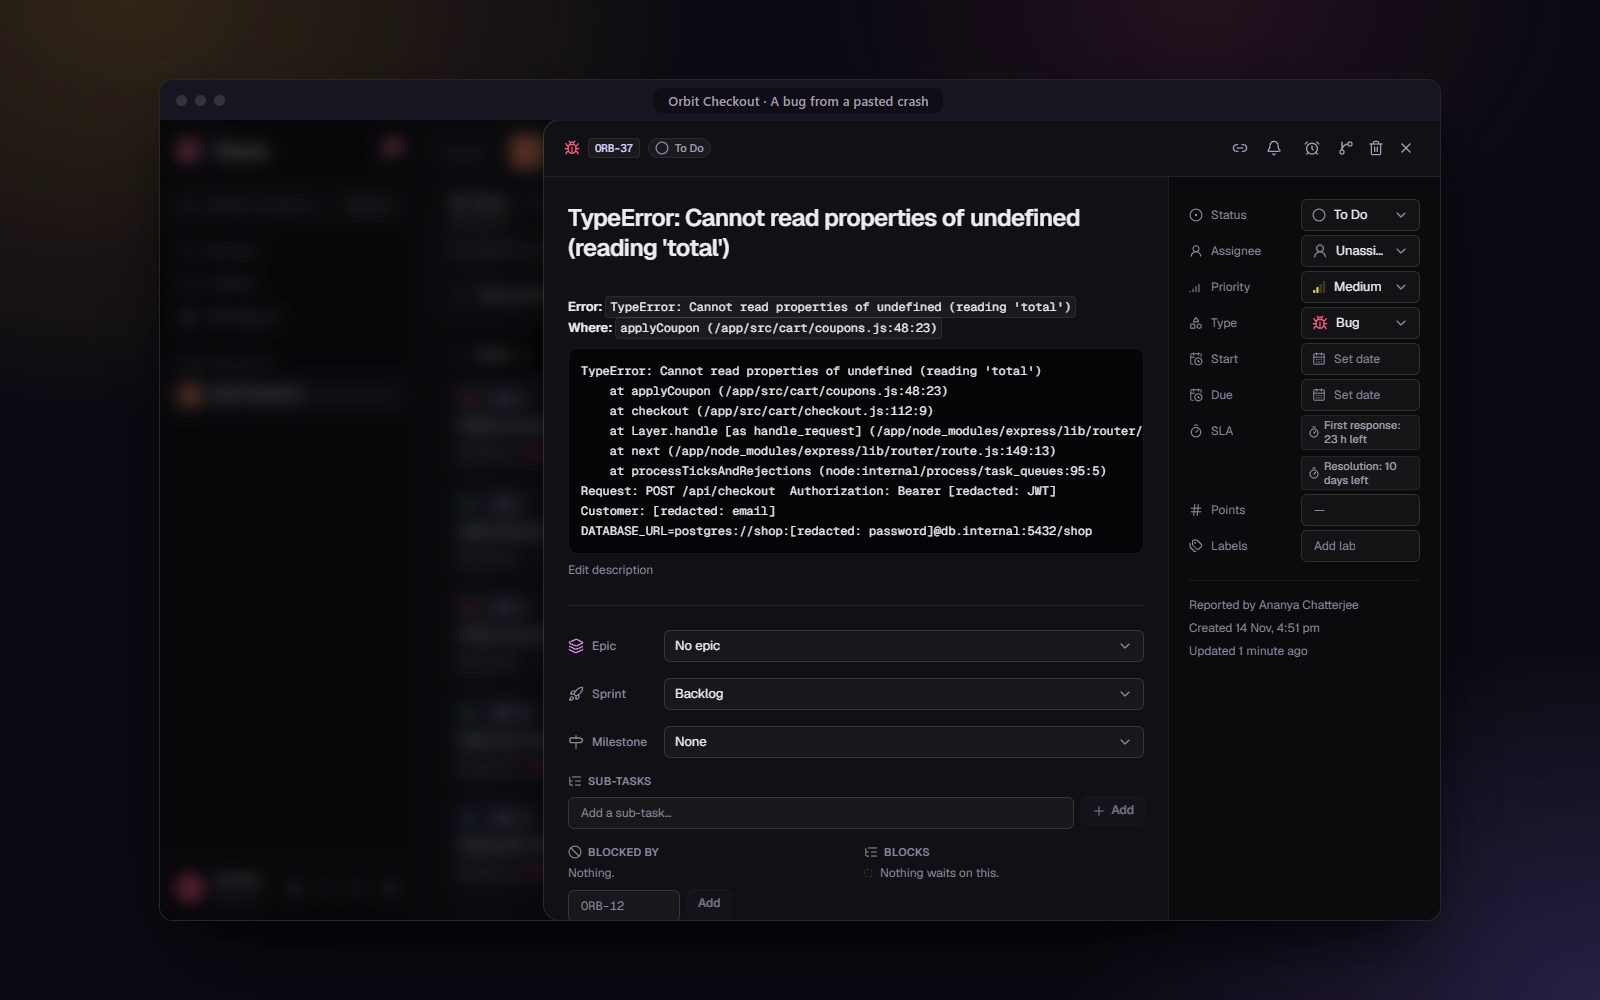 Orbit Checkout · A bug from a pasted crash
ORB-37
To Do
TypeError: Cannot read properties of undefined
(reading 'total')
Error: TypeError: Cannot read properties of undefined (reading 'total')
Where: applyCoupon (/app/src/cart/coupons.js:48:23)
TypeError: Cannot read properties of undefined (reading 'total')
at applyCoupon (/app/src/cart/coupons.js:48:23)
at checkout (/app/src/cart/checkout.js:112:9)
at Layer.handle [as handle_request] (/app/node_modules/express/lib/router/
at next (/app/node_modules/express/lib/router/route.js:149:13)
at processTicksAndRejections (node:internal/process/task_queues:95:5)
Request: POST /api/checkout  Authorization: Bearer [redacted: JWT]
Customer: [redacted: email]
DATABASE_URL=postgres://shop:[redacted: password]@db.internal:5432/shop
Edit description
Epic
No epic
Sprint
Backlog
Milestone
None
SUB-TASKS
Add a sub-task…
Add
BLOCKED BY
Nothing.
ORB-12
Add
BLOCKS
Nothing waits on this.
Status
To Do
Assignee
Unassi…
Priority
Medium
Type
Bug
Start
Set date
Due
Set date
SLA
First response:
23 h left
Resolution: 10
days left
Points
—
Labels
Add lab
Reported by Ananya Chatterjee
Created 14 Nov, 4:51 pm
Updated 1 minute ago